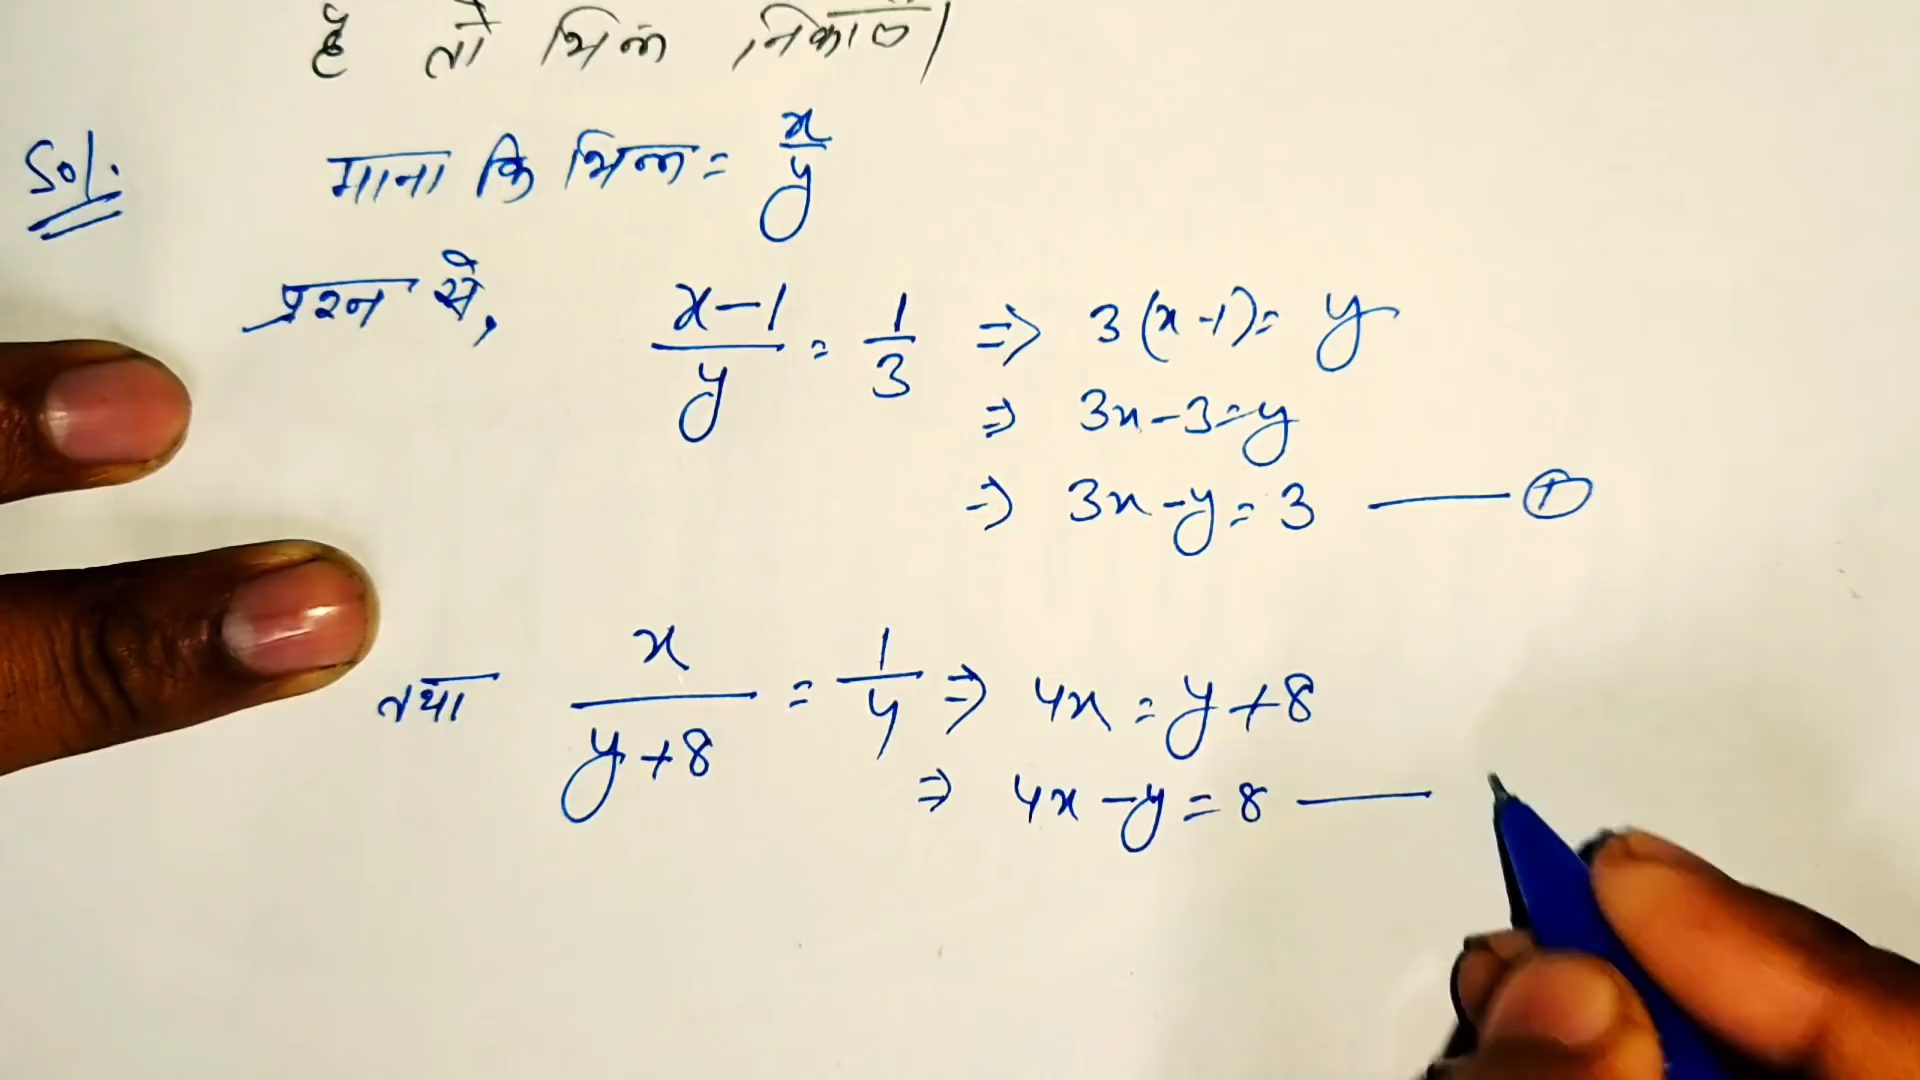 है तो भिन्न निकालें।
Sol. माना कि भिन्न = x/y
प्रश्न से, (x-1)/y = 1/3 ⇒ 3(x-1) = y
⇒ 3x - 3 = y
⇒ 3x - y = 3 —— ①
तथा x/(y+8) = 1/4 ⇒ 4x = y+8
⇒ 4x - y = 8 ——